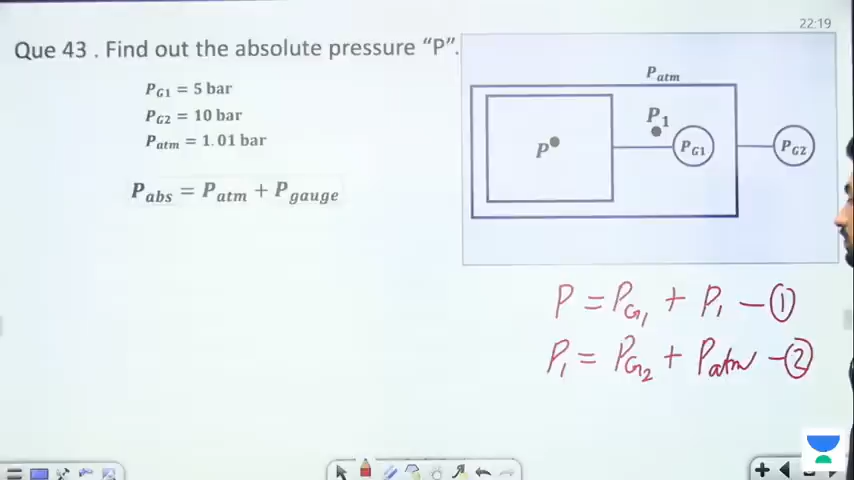 22:19
Que 43 . Find out the absolute pressure “P”.
P_G1 = 5 bar
P_G2 = 10 bar
P_atm = 1.01 bar
P_abs = P_atm + P_gauge
P_atm
P_1
P
P_G1
P_G2
P = P_G1 + P_1 — ①
P_1 = P_G2 + P_atm — ②